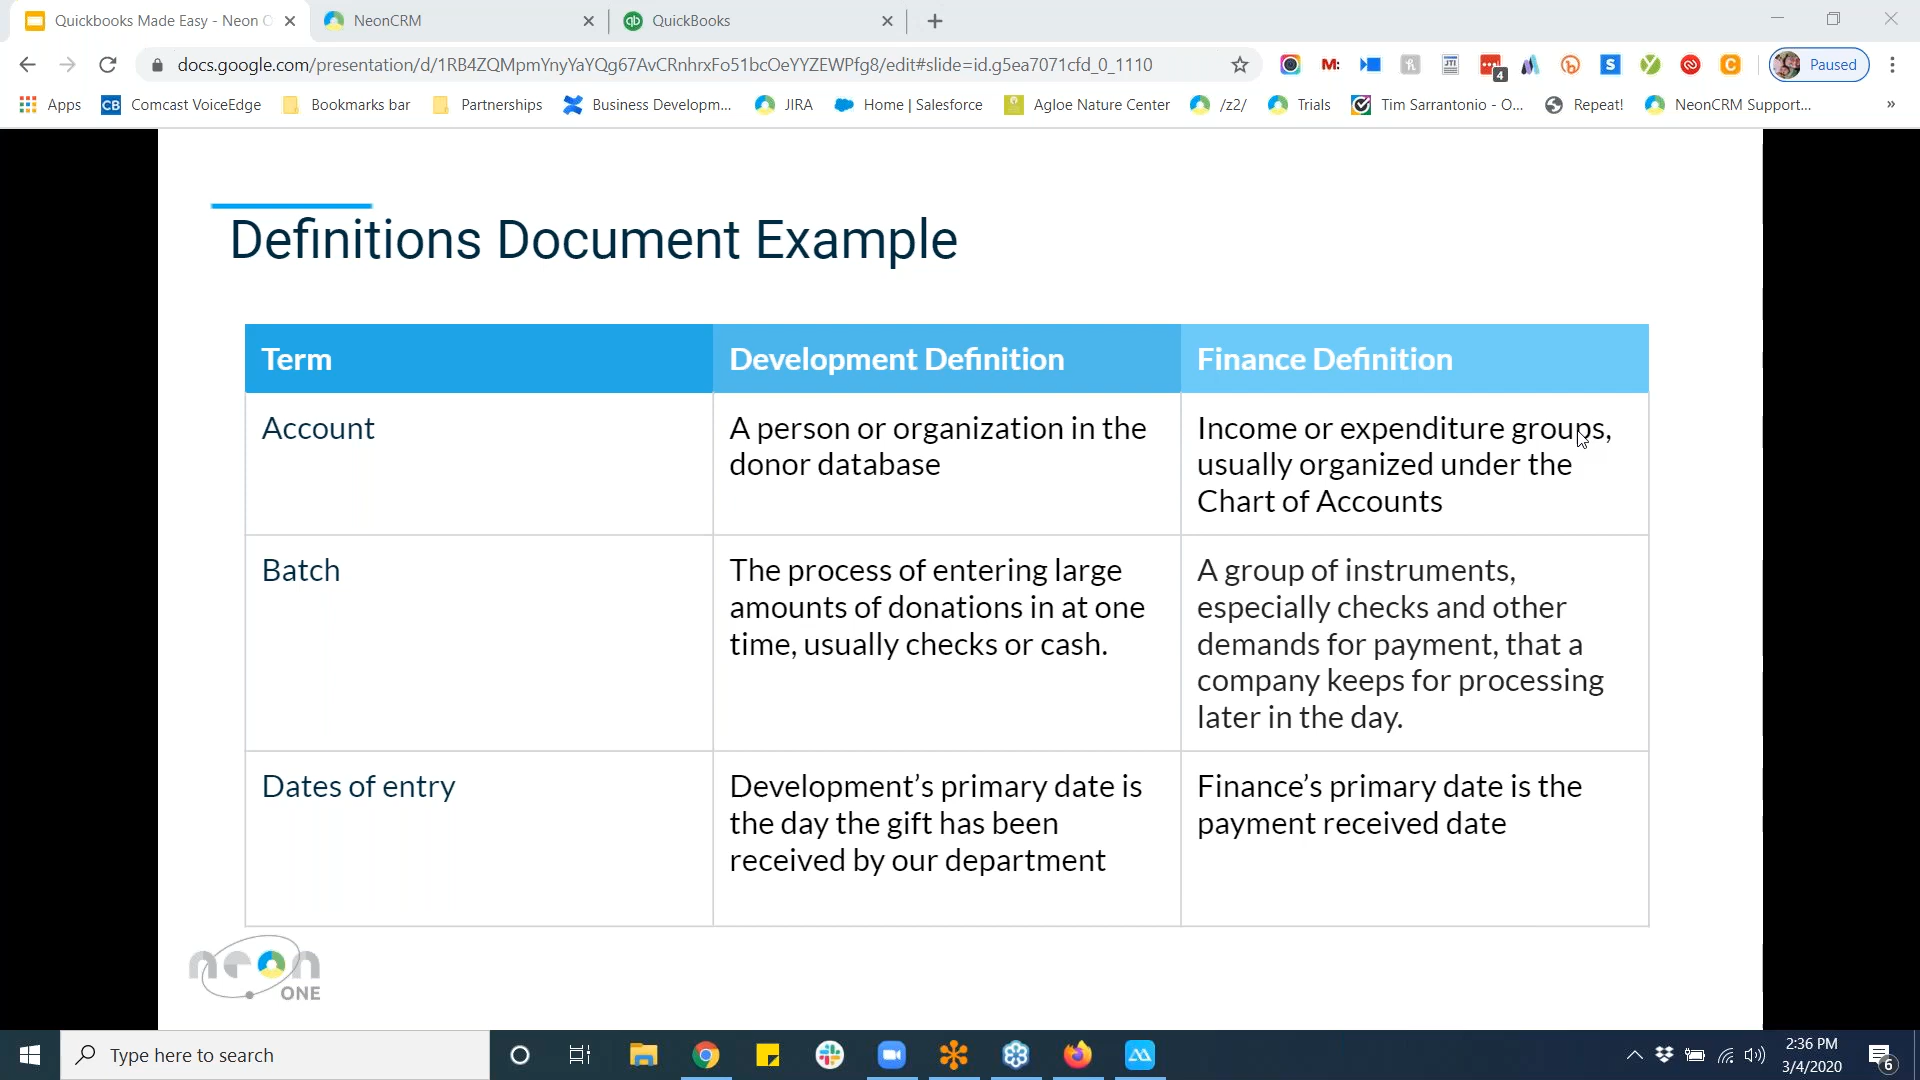 Quickbooks Made Easy - Neon O
NeonCRM
QuickBooks
docs.google.com/presentation/d/1RB4ZQMpmYnyYaYQg67AvCRnhrxFo51bcOeYYZEWPfg8/edit#slide=id.g5ea7071cfd_0_1110
M:
JTI
4
S
C
Paused
Apps
CB Comcast VoiceEdge
Bookmarks bar
Partnerships
Business Developm...
JIRA
Home | Salesforce
Agloe Nature Center
/z2/
Trials
Tim Sarrantonio - O...
Repeat!
NeonCRM Support...
»
Definitions Document Example
Term
Development Definition
Finance Definition
Account
A person or organization in the
donor database
Income or expenditure groups,
usually organized under the
Chart of Accounts
Batch
The process of entering large
amounts of donations in at one
time, usually checks or cash.
A group of instruments,
especially checks and other
demands for payment, that a
company keeps for processing
later in the day.
Dates of entry
Development’s primary date is
the day the gift has been
received by our department
Finance’s primary date is the
payment received date
neon
ONE
Type here to search
2:36 PM
3/4/2020
6